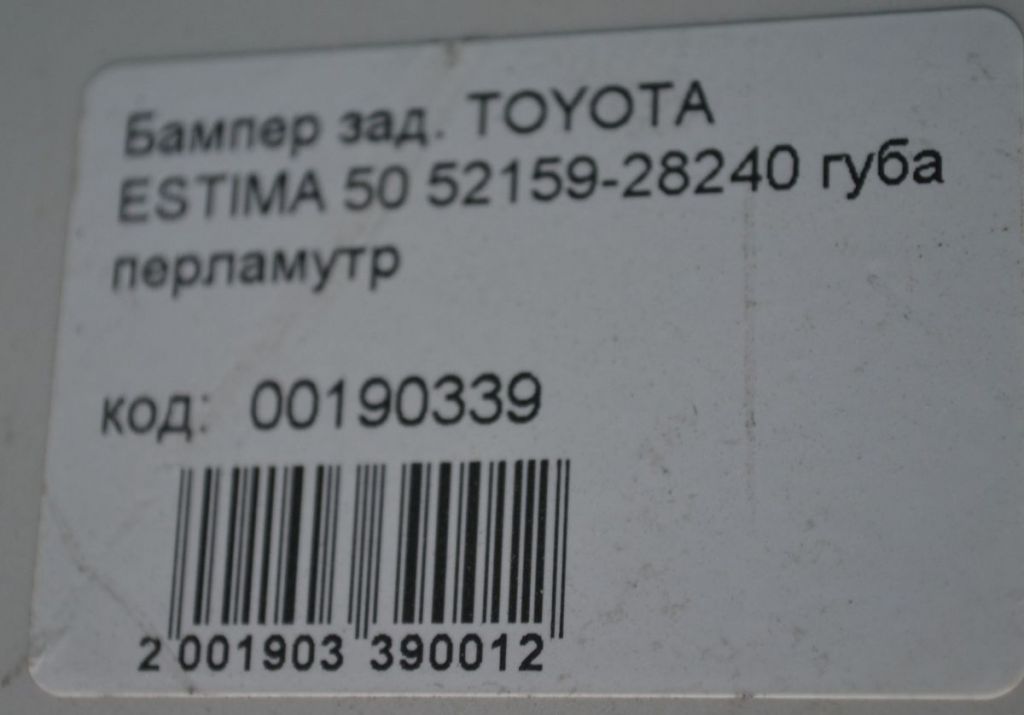 Бампер зад. TOYOTA
ESTIMA 50 52159-28240 губа
перламутр
код: 00190339
2 001903 390012